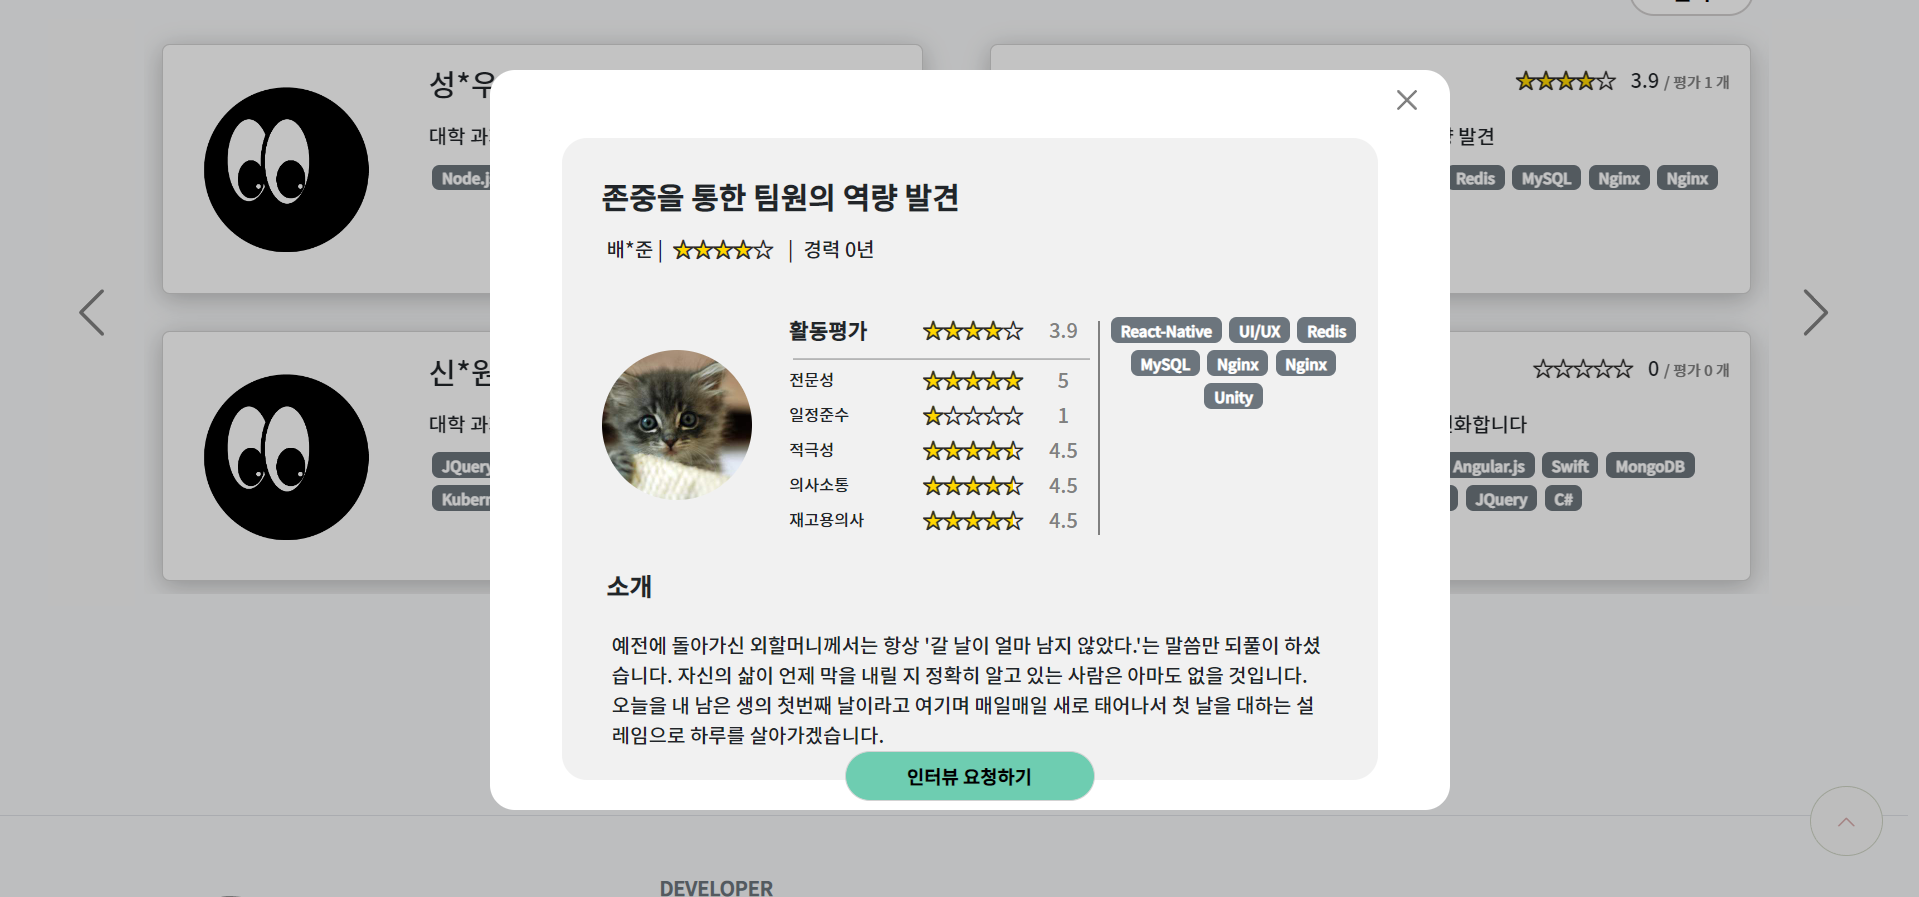 성*우
대학 과
Node.j
3.9 / 평가 1 개
발견
Redis MySQL Nginx Nginx
존중을 통한 팀원의 역량 발견
배*준 | | 경력 0년
활동평가 3.9
전문성 5
일정준수 1
적극성 4.5
의사소통 4.5
재고용의사 4.5
React-Native UI/UX Redis
MySQL Nginx Nginx
Unity
소개
예전에 돌아가신 외할머니께서는 항상 '갈 날이 얼마 남지 않았다.'는 말씀만 되풀이 하셨
습니다. 자신의 삶이 언제 막을 내릴 지 정확히 알고 있는 사람은 아마도 없을 것입니다.
오늘을 내 남은 생의 첫번째 날이라고 여기며 매일매일 새로 태어나서 첫 날을 대하는 설
레임으로 하루를 살아가겠습니다.
인터뷰 요청하기
신*원
대학 과
JQuery
Kubern
0 / 평가 0 개
화합니다
Angular.js Swift MongoDB
JQuery C#
DEVELOPER